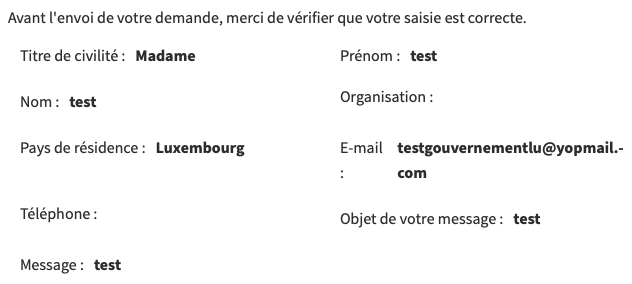 Avant l'envoi de votre demande, merci de vérifier que votre saisie est correcte.
Titre de civilité : Madame
Prénom : test
Nom : test
Organisation :
Pays de résidence : Luxembourg
E-mail : testgouvernementlu@yopmail.-
com
Téléphone :
Objet de votre message : test
Message : test